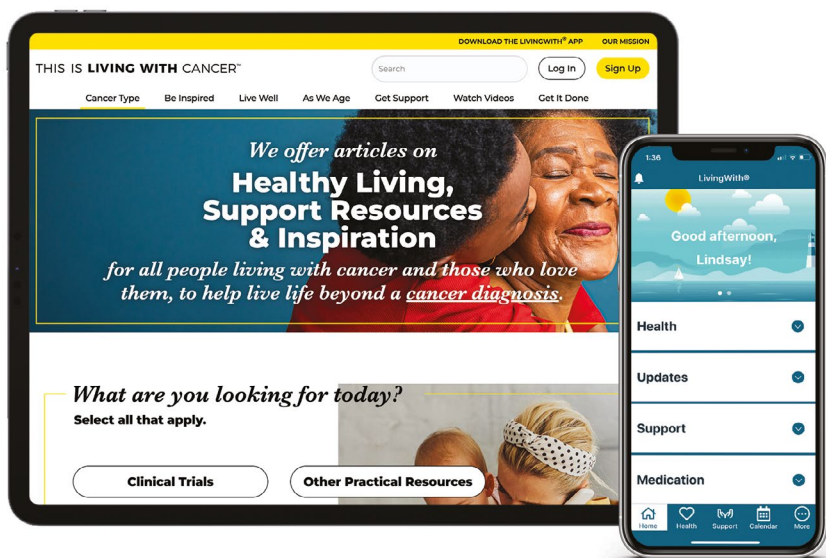 DOWNLOAD THE LIVINGWITH® APP OUR MISSION
THIS IS LIVING WITH CANCER™
Search
Log In
Sign Up
Cancer Type Be Inspired Live Well As We Age Get Support Watch Videos Get It Done
We offer articles on
Healthy Living,
Support Resources
& Inspiration
for all people living with cancer and those who love
them, to help live life beyond a cancer diagnosis.
What are you looking for today?
Select all that apply.
Clinical Trials
Other Practical Resources
1:36
LivingWith®
Good afternoon,
Lindsay!
Health
Updates
Support
Medication
Home Health Support Calendar More